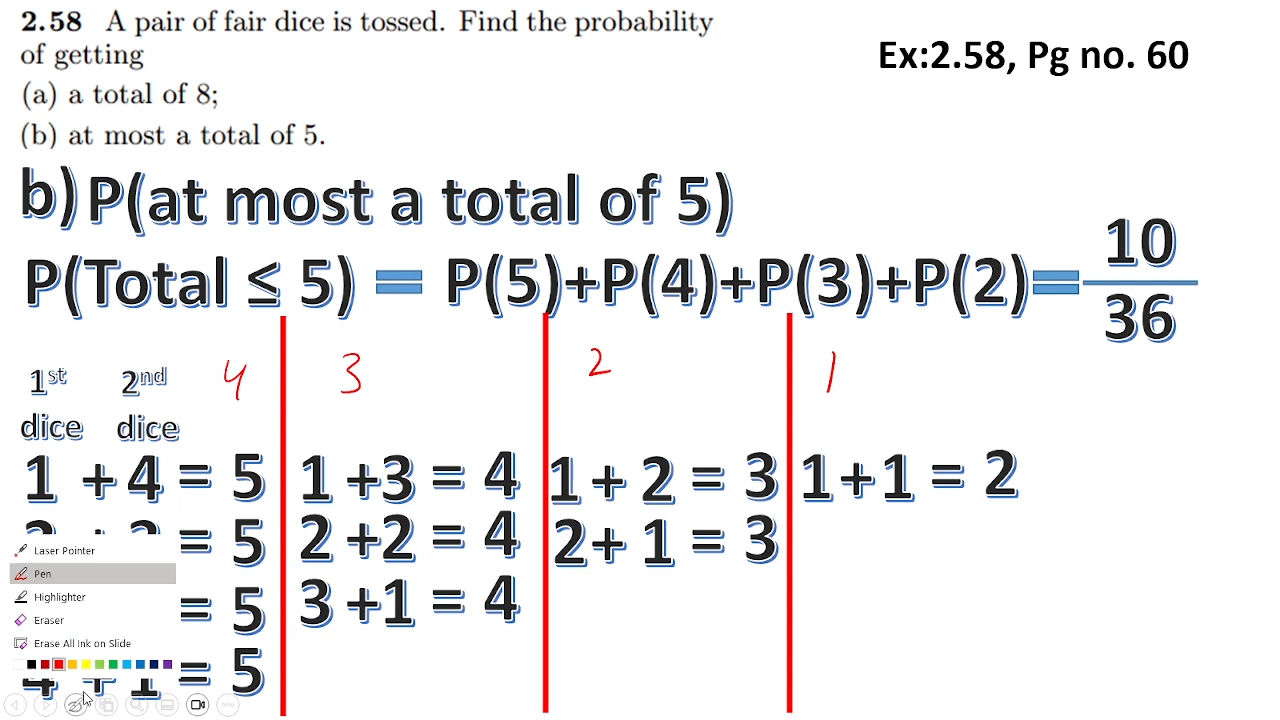 2.58 A pair of fair dice is tossed. Find the probability
of getting
(a) a total of 8;
(b) at most a total of 5.
Ex:2.58, Pg no. 60
b) P(at most a total of 5)
P(Total ≤ 5) = P(5)+P(4)+P(3)+P(2) = 10/36
4 3 2 1
1st dice 2nd dice
1 + 4 = 5
= 5
= 5
4 + 1 = 5
1 +3 = 4
2 +2 = 4
3 +1 = 4
1 + 2 = 3
2+ 1 = 3
1+1 = 2
Laser Pointer
Pen
Highlighter
Eraser
Erase All Ink on Slide